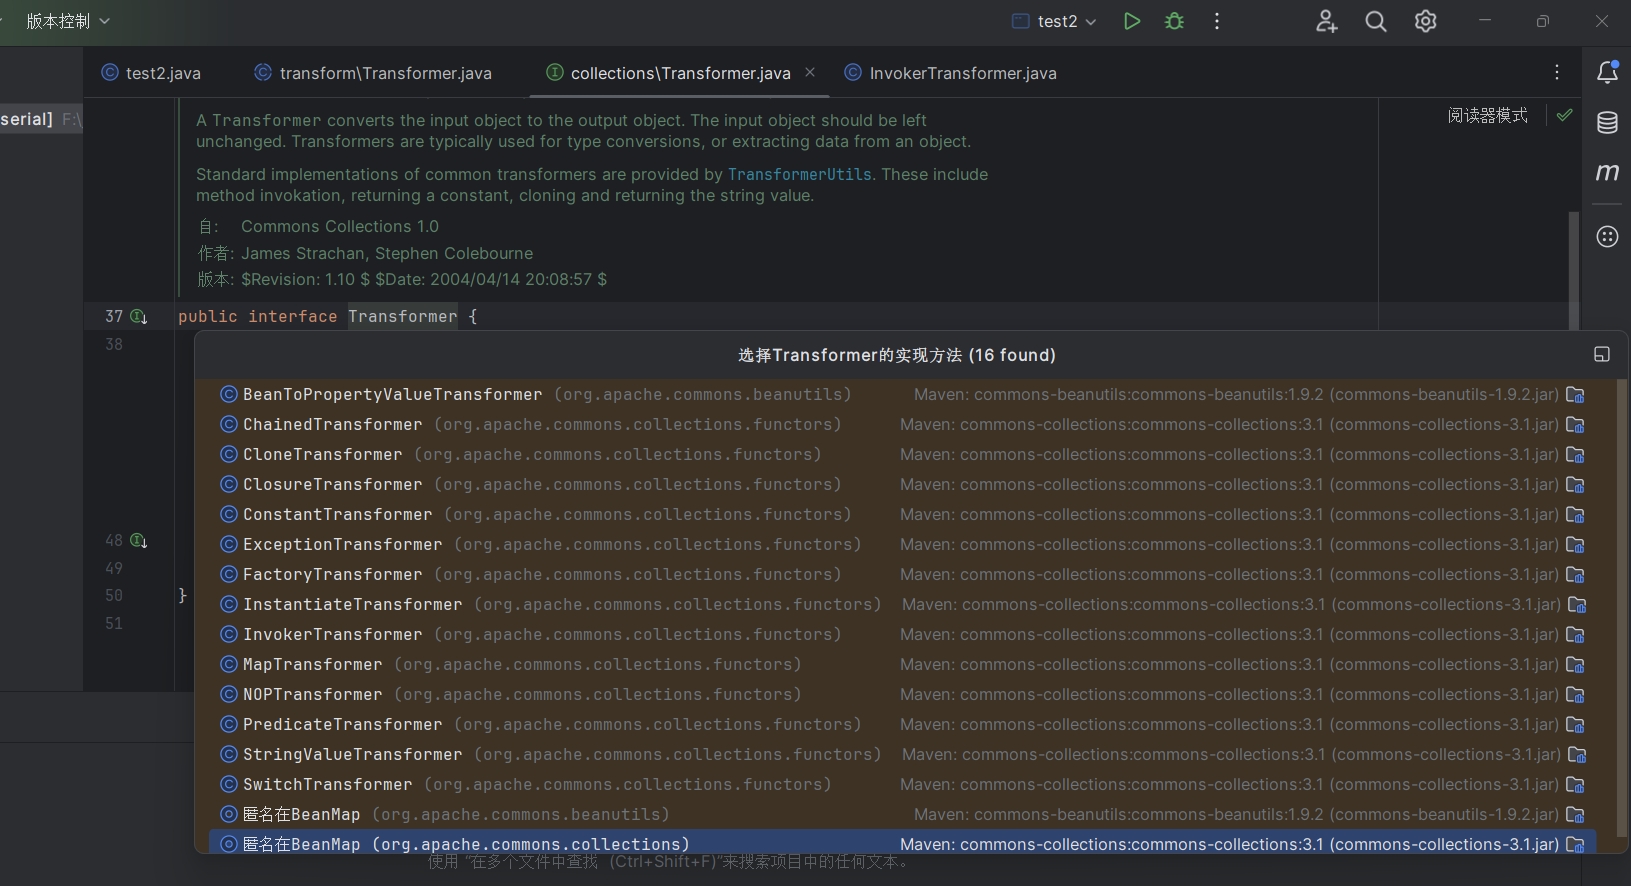 版本控制
test2
test2.java
transform\Transformer.java
collections\Transformer.java
InvokerTransformer.java
serial] F:\
阅读器模式
A Transformer converts the input object to the output object. The input object should be left
unchanged. Transformers are typically used for type conversions, or extracting data from an object.
Standard implementations of common transformers are provided by TransformerUtils. These include
method invokation, returning a constant, cloning and returning the string value.
自: Commons Collections 1.0
作者: James Strachan, Stephen Colebourne
版本: $Revision: 1.10 $ $Date: 2004/04/14 20:08:57 $
37 public interface Transformer {
38
选择Transformer的实现方法 (16 found)
BeanToPropertyValueTransformer (org.apache.commons.beanutils) Maven: commons-beanutils:commons-beanutils:1.9.2 (commons-beanutils-1.9.2.jar)
ChainedTransformer (org.apache.commons.collections.functors) Maven: commons-collections:commons-collections:3.1 (commons-collections-3.1.jar)
CloneTransformer (org.apache.commons.collections.functors) Maven: commons-collections:commons-collections:3.1 (commons-collections-3.1.jar)
ClosureTransformer (org.apache.commons.collections.functors) Maven: commons-collections:commons-collections:3.1 (commons-collections-3.1.jar)
ConstantTransformer (org.apache.commons.collections.functors) Maven: commons-collections:commons-collections:3.1 (commons-collections-3.1.jar)
48 ExceptionTransformer (org.apache.commons.collections.functors) Maven: commons-collections:commons-collections:3.1 (commons-collections-3.1.jar)
49 FactoryTransformer (org.apache.commons.collections.functors) Maven: commons-collections:commons-collections:3.1 (commons-collections-3.1.jar)
50 } InstantiateTransformer (org.apache.commons.collections.functors) Maven: commons-collections:commons-collections:3.1 (commons-collections-3.1.jar)
51 InvokerTransformer (org.apache.commons.collections.functors) Maven: commons-collections:commons-collections:3.1 (commons-collections-3.1.jar)
MapTransformer (org.apache.commons.collections.functors) Maven: commons-collections:commons-collections:3.1 (commons-collections-3.1.jar)
NOPTransformer (org.apache.commons.collections.functors) Maven: commons-collections:commons-collections:3.1 (commons-collections-3.1.jar)
PredicateTransformer (org.apache.commons.collections.functors) Maven: commons-collections:commons-collections:3.1 (commons-collections-3.1.jar)
StringValueTransformer (org.apache.commons.collections.functors) Maven: commons-collections:commons-collections:3.1 (commons-collections-3.1.jar)
SwitchTransformer (org.apache.commons.collections.functors) Maven: commons-collections:commons-collections:3.1 (commons-collections-3.1.jar)
匿名在BeanMap (org.apache.commons.beanutils) Maven: commons-beanutils:commons-beanutils:1.9.2 (commons-beanutils-1.9.2.jar)
匿名在BeanMap (org.apache.commons.collections) Maven: commons-collections:commons-collections:3.1 (commons-collections-3.1.jar)
使用 “在多个文件中查找 (Ctrl+Shift+F)”来搜索项目中的任何文本。